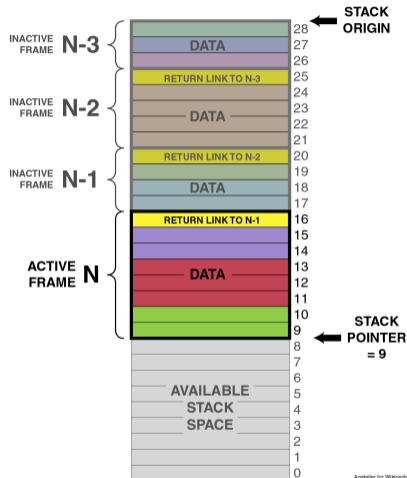 STACK
ORIGIN
INACTIVE
FRAME N-3
DATA
28
27
26
INACTIVE
FRAME N-2
RETURN LINK TO N-3
DATA
25
24
23
22
21
INACTIVE
FRAME N-1
RETURN LINK TO N-2
DATA
20
19
18
17
ACTIVE
FRAME N
RETURN LINK TO N-1
DATA
16
15
14
13
12
11
10
9
STACK
POINTER
= 9
AVAILABLE
STACK
SPACE
8
7
6
5
4
3
2
1
0
for Wikipedia